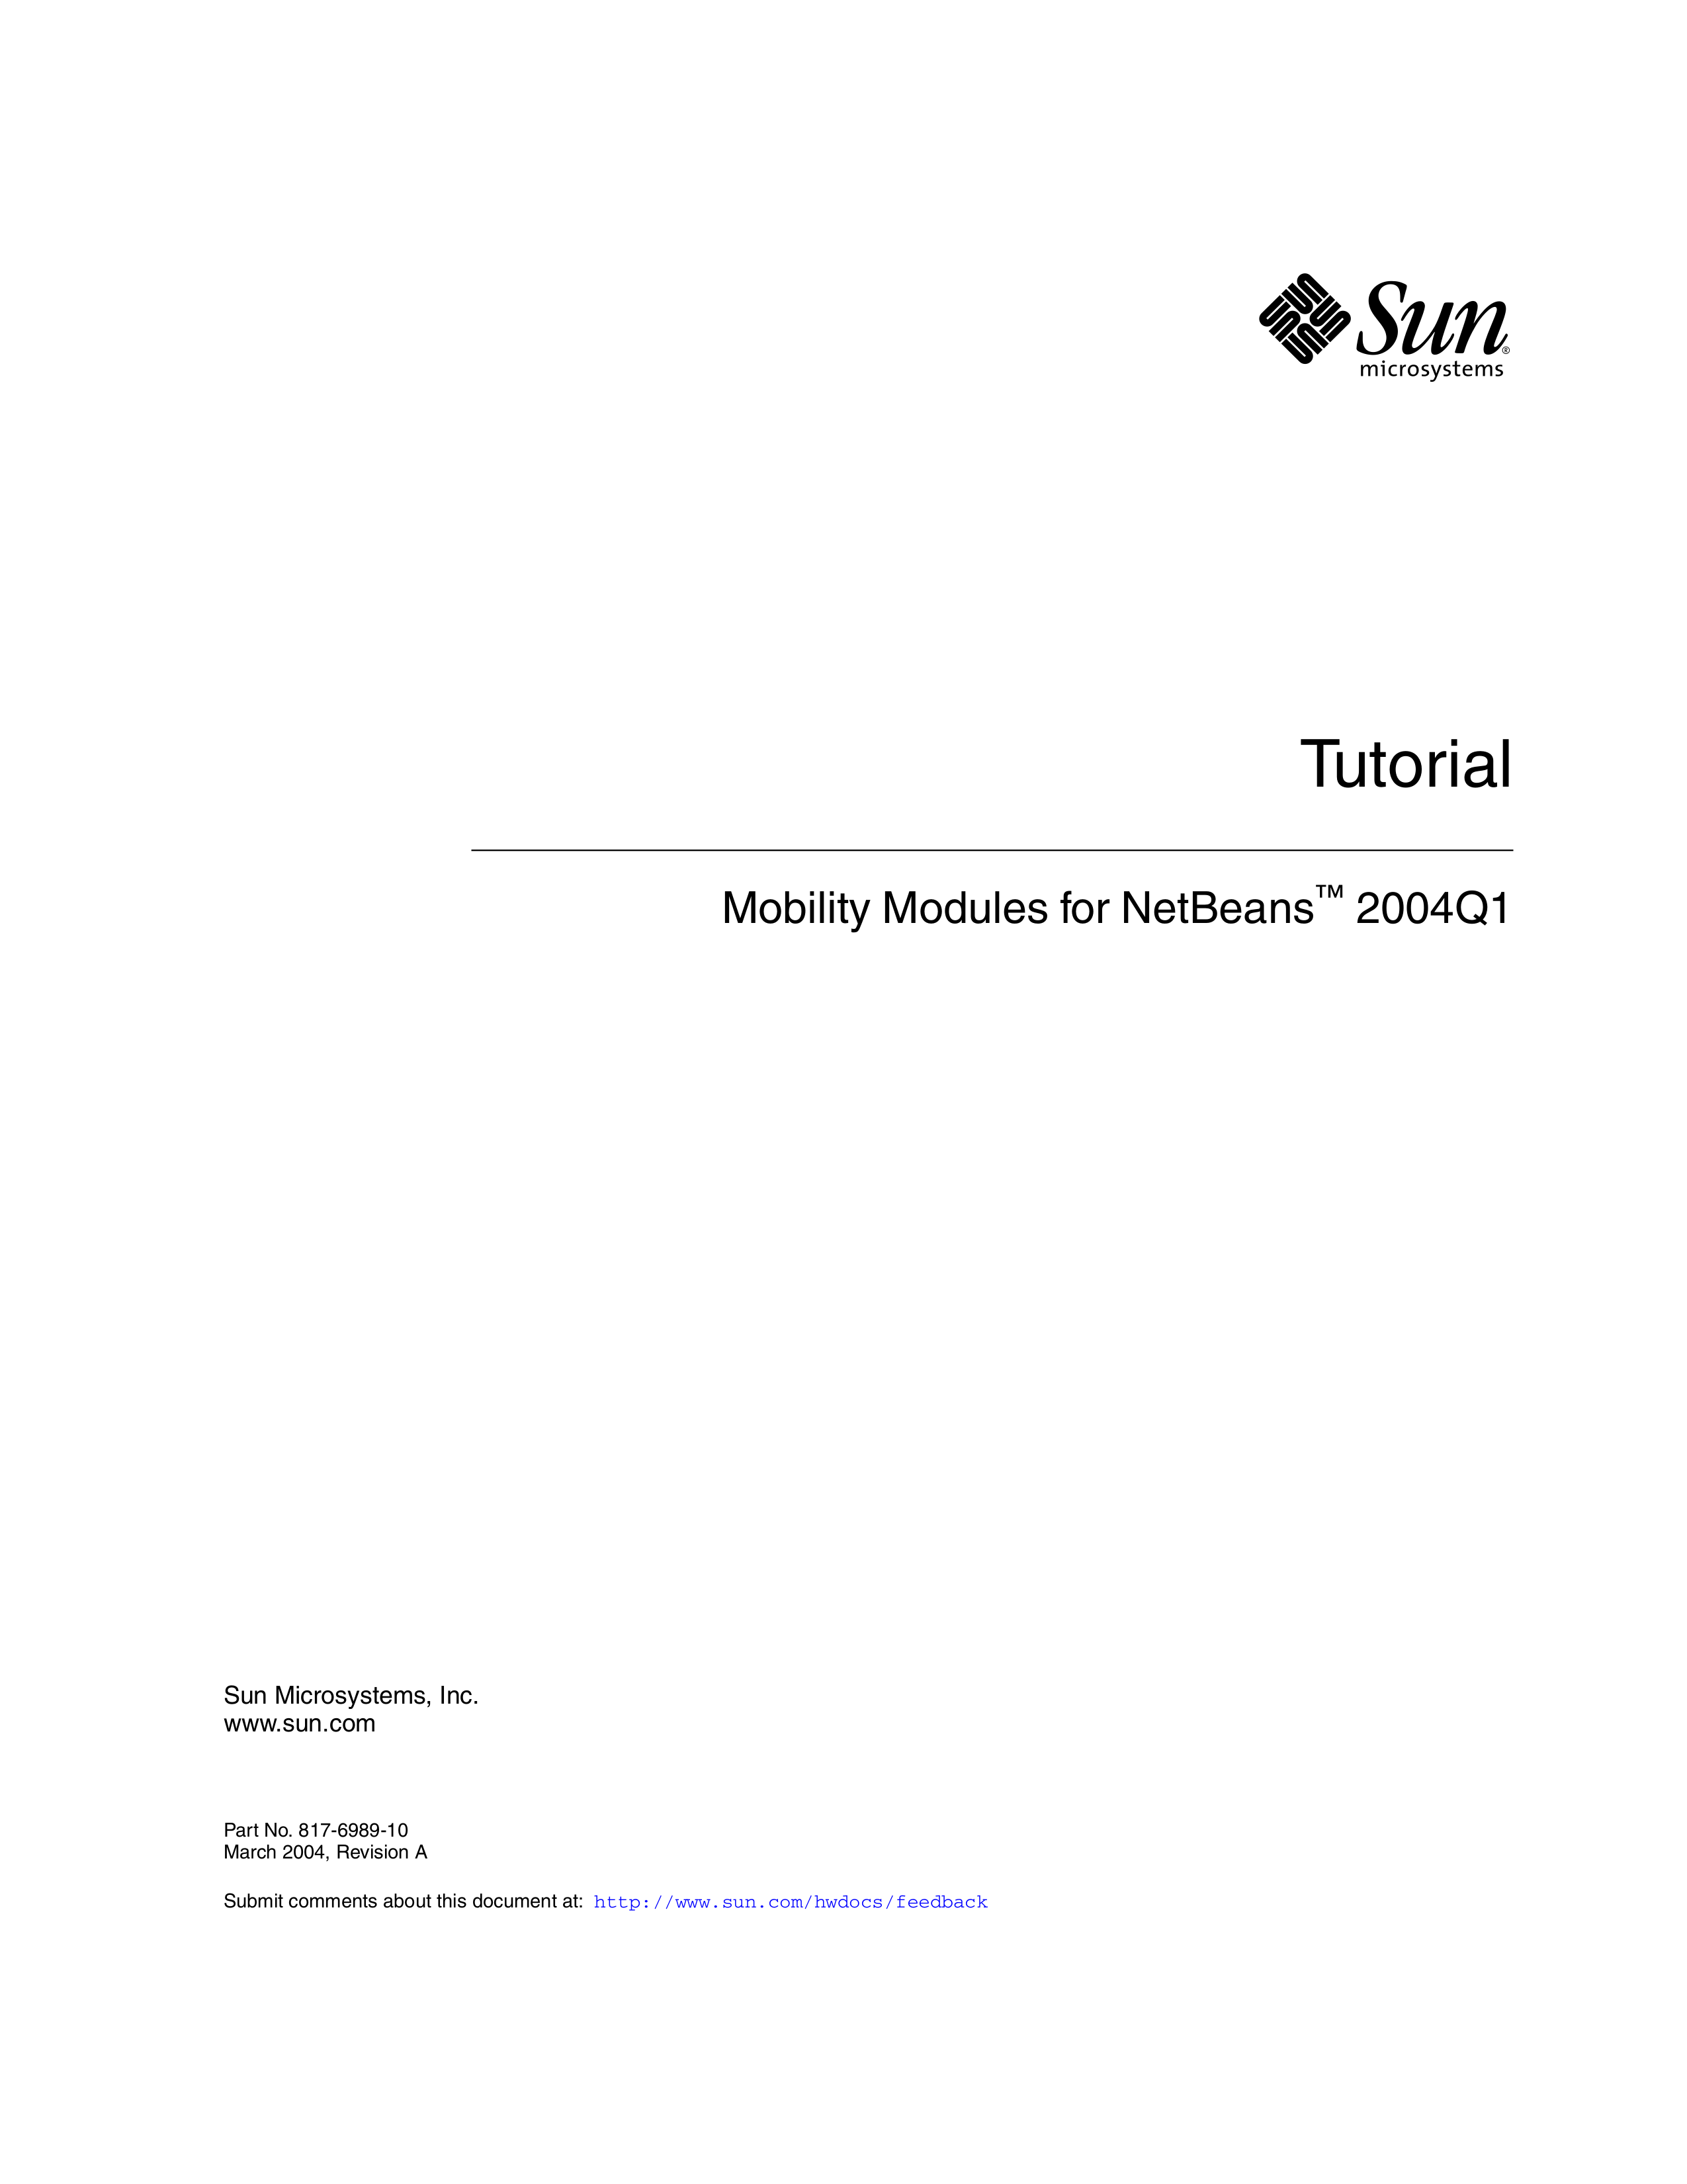 Sun®
microsystems
Tutorial
Mobility Modules for NetBeans™ 2004Q1
Sun Microsystems, Inc.
www.sun.com
Part No. 817-6989-10
March 2004, Revision A
Submit comments about this document at: http://www.sun.com/hwdocs/feedback